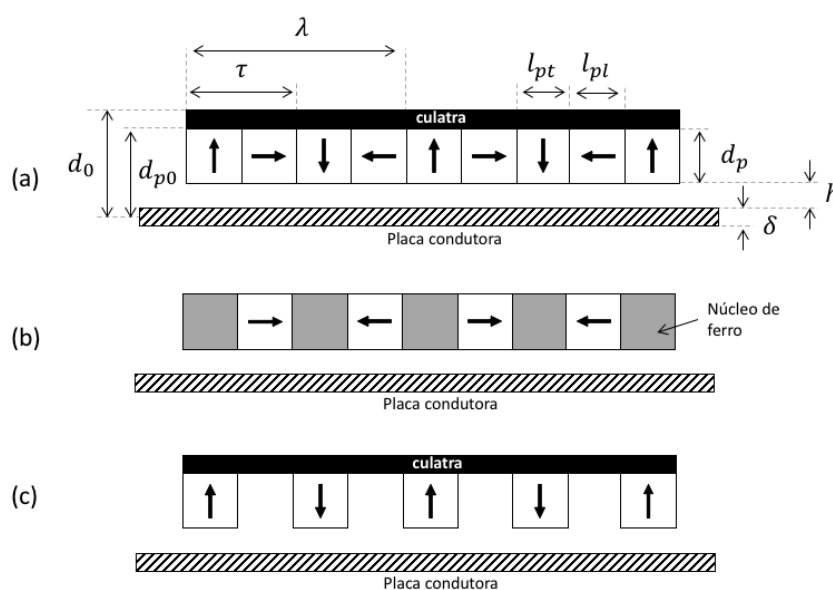 λ
τ
l_pt
l_pl
culatra
d_0
d_p0
d_p
(a)
δ
Placa condutora
Núcleo de
ferro
(b)
Placa condutora
culatra
(c)
Placa condutora